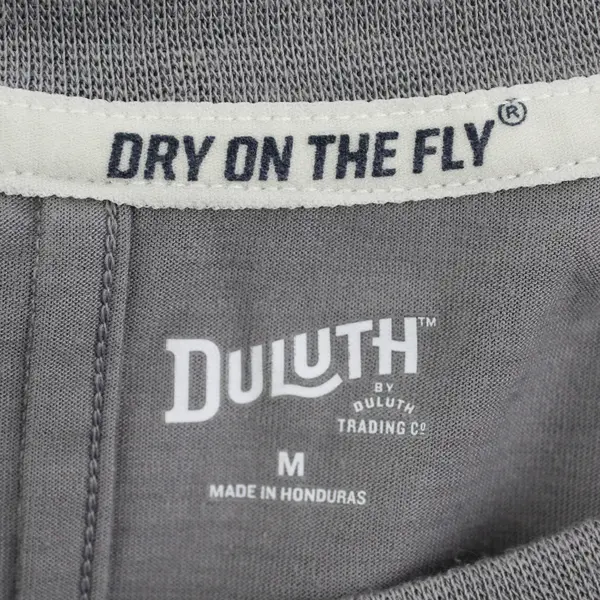 DRY ON THE FLY®
DULUTH™
BY
DULUTH
TRADING CO
M
MADE IN HONDURAS